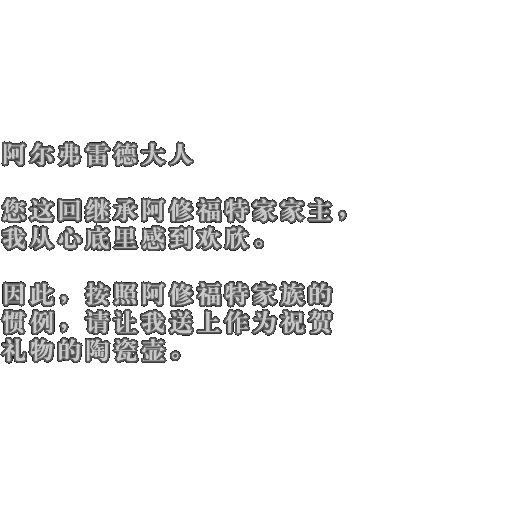 阿尔弗雷德大人
您这回继承阿修福特家家主，
我从心底里感到欢欣。
因此，按照阿修福特家族的
惯例，请让我送上作为祝贺
礼物的陶瓷壶。